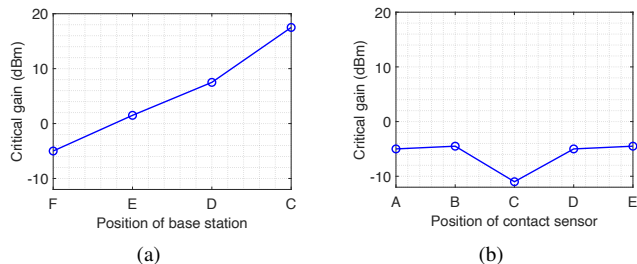 20
10
0
-10
Critical gain (dBm)
F E D C
Position of base station
(a)
20
10
0
-10
Critical gain (dBm)
A B C D E
Position of contact sensor
(b)